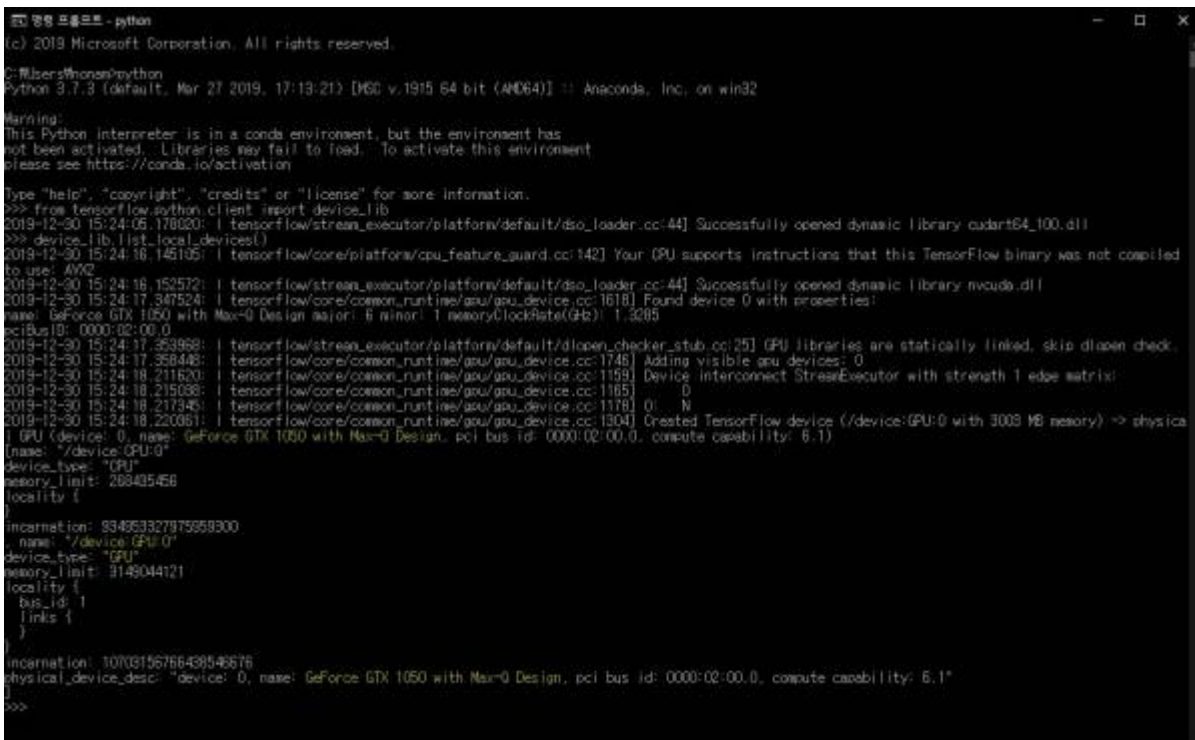 명령 프롬프트 - python
(c) 2019 Microsoft Corporation. All rights reserved.
C:₩Users₩monam>python
Python 3.7.3 (default, Mar 27 2019, 17:13:21) [MSC v.1915 64 bit (AMD64)] :: Anaconda, Inc. on win32
Warning:
This Python interpreter is in a conda environment, but the environment has
not been activated.  Libraries may fail to load.  To activate this environment
please see https://conda.io/activation
Type "help", "copyright", "credits" or "license" for more information.
>>> from tensorflow.python.client import device_lib
2019-12-30 15:24:05.178020: I tensorflow/stream_executor/platform/default/dso_loader.cc:44] Successfully opened dynamic library cudart64_100.dll
>>> device_lib.list_local_devices()
2019-12-30 15:24:16.145195: I tensorflow/core/platform/cpu_feature_guard.cc:142] Your CPU supports instructions that this TensorFlow binary was not compiled
to use: AVX2
2019-12-30 15:24:16.152572: I tensorflow/stream_executor/platform/default/dso_loader.cc:44] Successfully opened dynamic library nvcuda.dll
2019-12-30 15:24:17.347524: I tensorflow/core/common_runtime/gpu/gpu_device.cc:1618] Found device 0 with properties:
name: GeForce GTX 1050 with Max-Q Design major: 6 minor: 1 memoryClockRate(GHz): 1.3285
pciBusID: 0000:02:00.0
2019-12-30 15:24:17.353968: I tensorflow/stream_executor/platform/default/dlopen_checker_stub.cc:25] GPU libraries are statically linked, skip dlopen check.
2019-12-30 15:24:17.358448: I tensorflow/core/common_runtime/gpu/gpu_device.cc:1746] Adding visible gpu devices: 0
2019-12-30 15:24:18.211620: I tensorflow/core/common_runtime/gpu/gpu_device.cc:1159] Device interconnect StreamExecutor with strength 1 edge matrix:
2019-12-30 15:24:18.215038: I tensorflow/core/common_runtime/gpu/gpu_device.cc:1165]      0
2019-12-30 15:24:18.217345: I tensorflow/core/common_runtime/gpu/gpu_device.cc:1178] 0:   N
2019-12-30 15:24:18.220361: I tensorflow/core/common_runtime/gpu/gpu_device.cc:1304] Created TensorFlow device (/device:GPU:0 with 3003 MB memory) -> physica
l GPU (device: 0, name: GeForce GTX 1050 with Max-Q Design, pci bus id: 0000:02:00.0, compute capability: 6.1)
[name: "/device:CPU:0"
device_type: "CPU"
memory_limit: 268435456
locality {
}
incarnation: 934953327975959300
, name: "/device:GPU:0"
device_type: "GPU"
memory_limit: 3149044121
locality {
  bus_id: 1
  links {
  }
}
incarnation: 10703156766438546676
physical_device_desc: "device: 0, name: GeForce GTX 1050 with Max-Q Design, pci bus id: 0000:02:00.0, compute capability: 6.1"
]
>>>